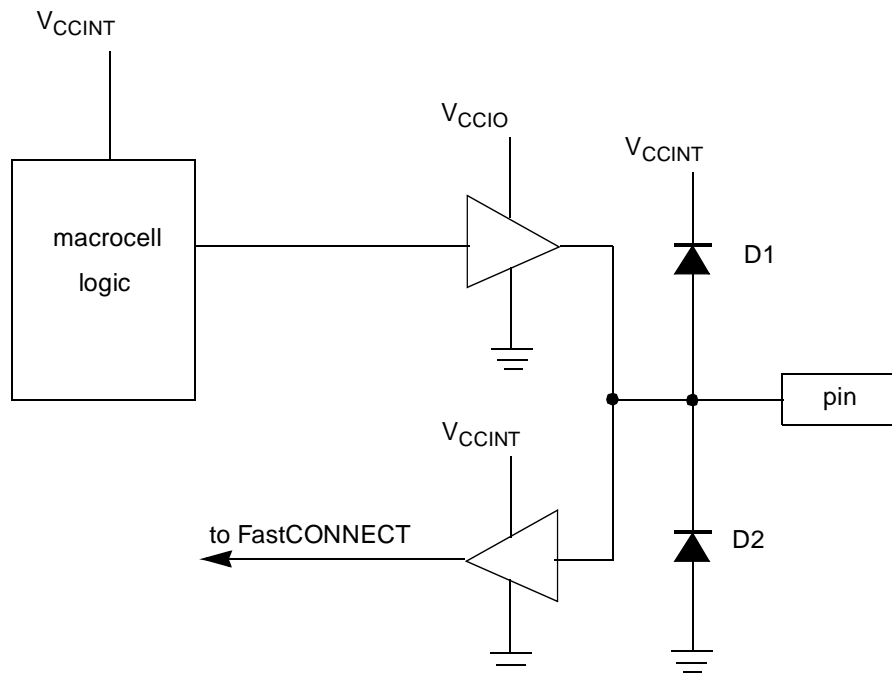 VCCINT
VCCIO
VCCINT
macrocell
logic
D1
pin
VCCINT
to FastCONNECT
D2